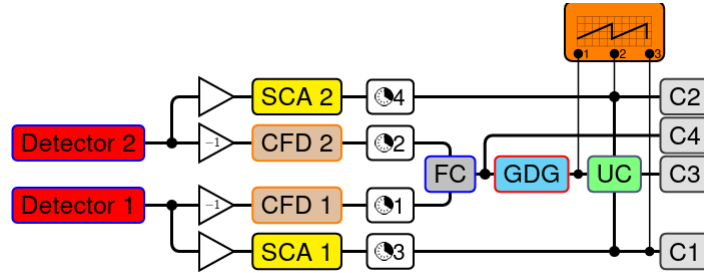 1 2 3
SCA 2 4 C2
Detector 2 -1 CFD 2 2 C4
FC GDG UC C3
Detector 1 -1 CFD 1 1
SCA 1 3 C1